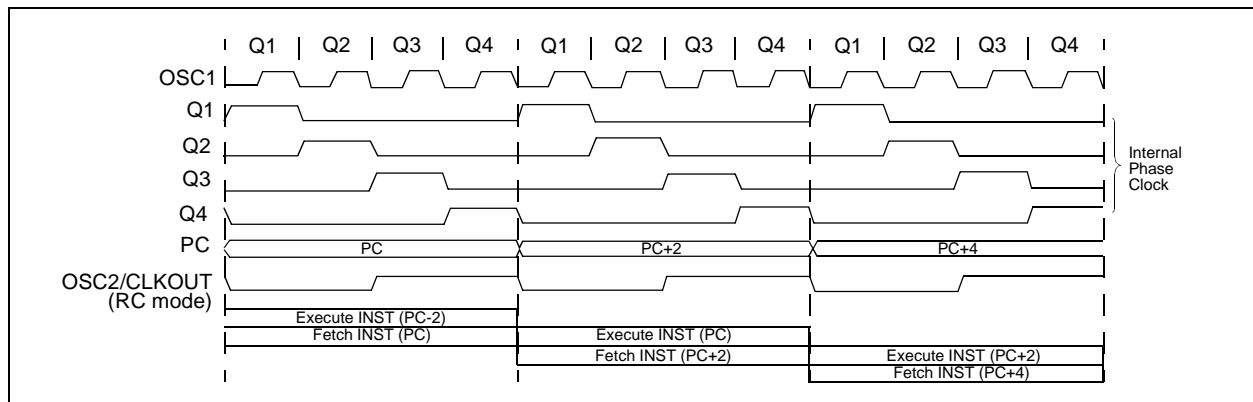 Q1 Q2 Q3 Q4 Q1 Q2 Q3 Q4 Q1 Q2 Q3 Q4
OSC1
Q1
Q2
Q3
Q4
Internal
Phase
Clock
PC PC PC+2 PC+4
OSC2/CLKOUT
(RC mode)
Execute INST (PC-2)
Fetch INST (PC) Execute INST (PC)
Fetch INST (PC+2) Execute INST (PC+2)
Fetch INST (PC+4)